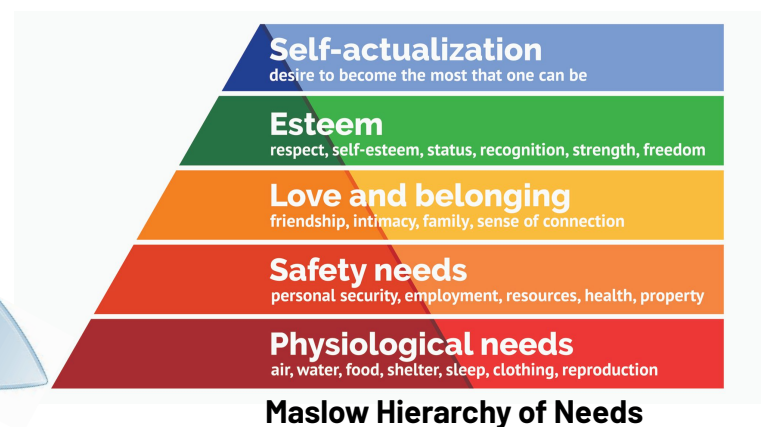 Self-actualization
desire to become the most that one can be
Esteem
respect, self-esteem, status, recognition, strength, freedom
Love and belonging
friendship, intimacy, family, sense of connection
Safety needs
personal security, employment, resources, health, property
Physiological needs
air, water, food, shelter, sleep, clothing, reproduction
Maslow Hierarchy of Needs